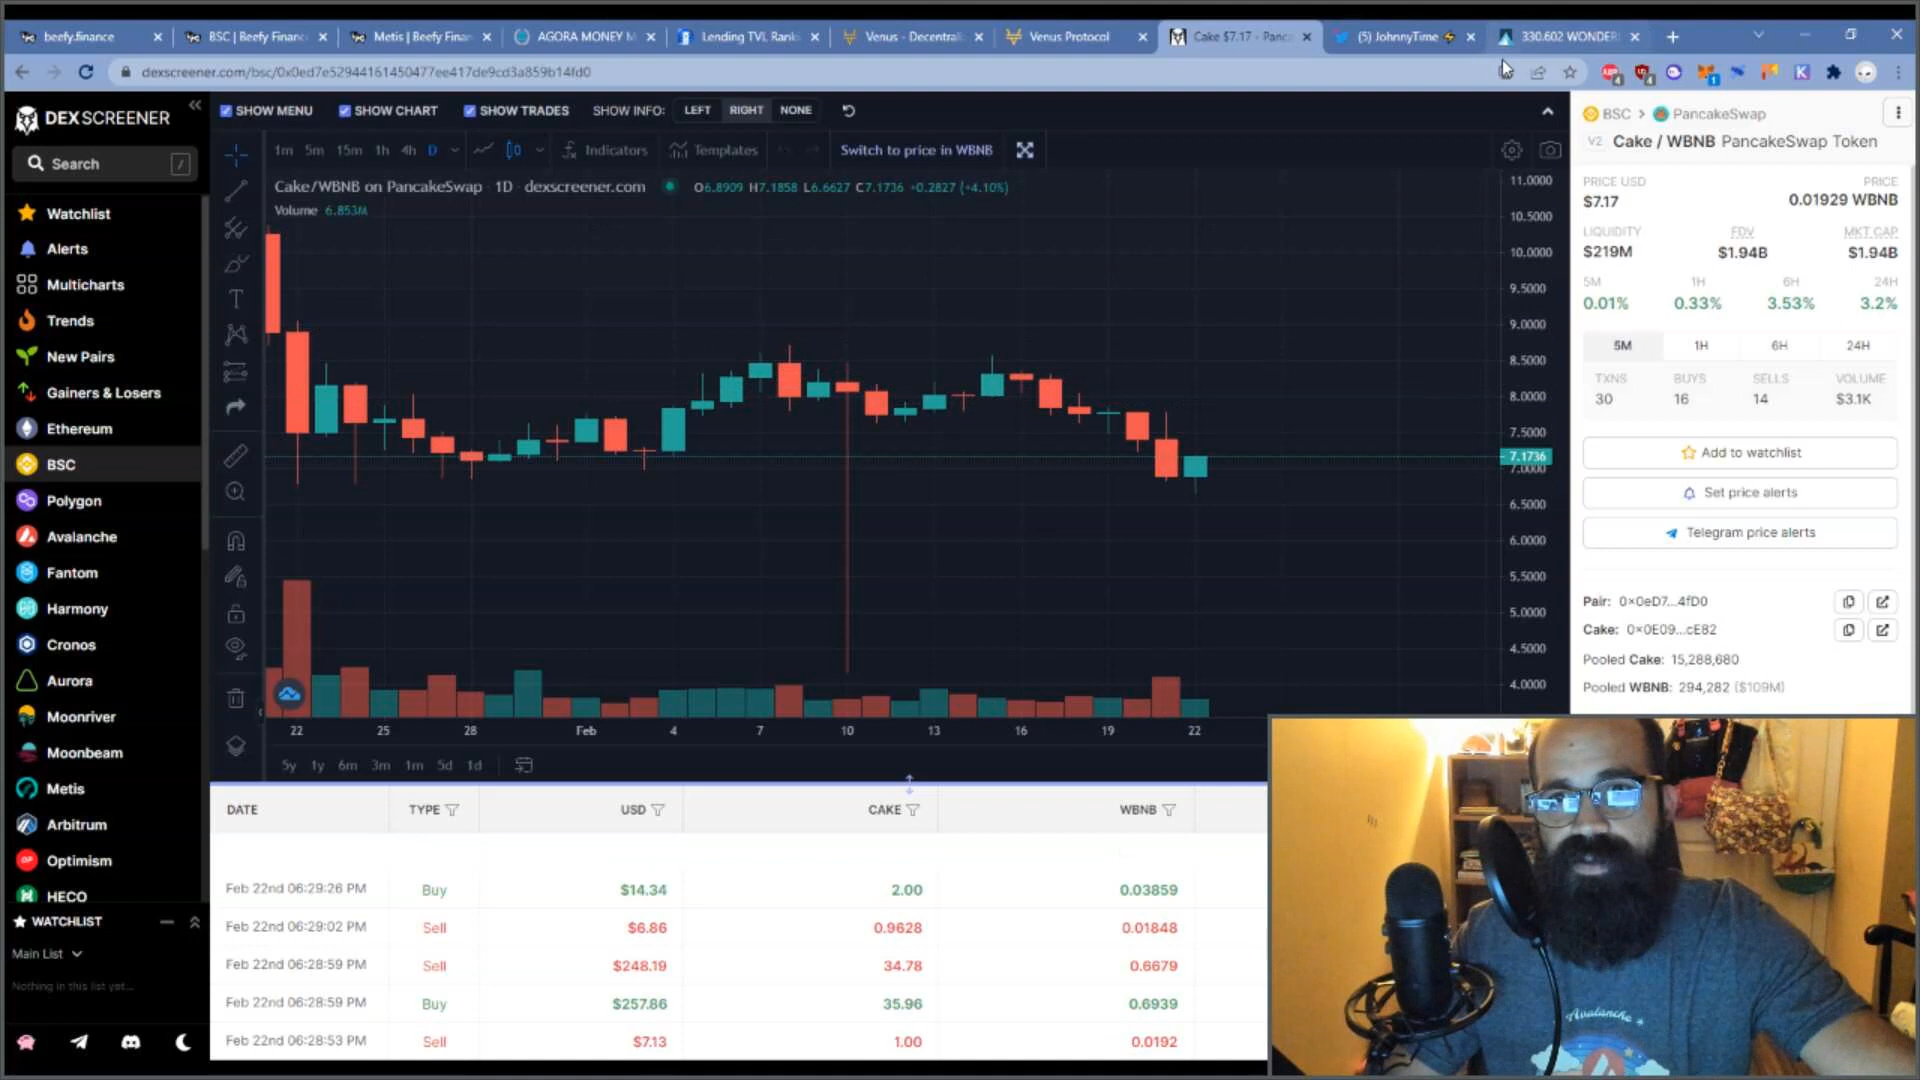 beefy.finance
BSC | Beefy Financ
Metis | Beefy Finan
AGORA MONEY M
Lending TVL Rank
Venus - Decentral
Venus Protocol
Cake $7.17 - Panca
(5) JohnnyTime
330.602 WONDER
dexscreener.com/bsc/0x0ed7e52944161450477ee417de9cd3a859b14fd0
DEXSCREENER
Search /
Watchlist
Alerts
Multicharts
Trends
New Pairs
Gainers & Losers
Ethereum
BSC
Polygon
Avalanche
Fantom
Harmony
Cronos
Aurora
Moonriver
Moonbeam
Metis
Arbitrum
Optimism
HECO
WATCHLIST
Main List
Nothing in this list yet...
SHOW MENU SHOW CHART SHOW TRADES SHOW INFO: LEFT RIGHT NONE
1m 5m 15m 1h 4h D Indicators Templates Switch to price in WBNB
Cake/WBNB on PancakeSwap · 1D · dexscreener.com O6.8909 H7.1858 L6.6627 C7.1736 +0.2827 (+4.10%)
Volume 6.853M
11.0000
10.5000
10.0000
9.5000
9.0000
8.5000
8.0000
7.5000
7.1736
7.0000
6.5000
6.0000
5.5000
5.0000
4.5000
4.0000
22 25 28 Feb 4 7 10 13 16 19 22
5y 1y 6m 3m 1m 5d 1d
DATE TYPE USD CAKE WBNB
Feb 22nd 06:29:26 PM Buy $14.34 2.00 0.03859
Feb 22nd 06:29:02 PM Sell $6.86 0.9628 0.01848
Feb 22nd 06:28:59 PM Sell $248.19 34.78 0.6679
Feb 22nd 06:28:59 PM Buy $257.86 35.96 0.6939
Feb 22nd 06:28:53 PM Sell $7.13 1.00 0.0192
BSC > PancakeSwap
V2 Cake / WBNB PancakeSwap Token
PRICE USD PRICE
$7.17 0.01929 WBNB
LIQUIDITY FDV MKT CAP
$219M $1.94B $1.94B
5M 1H 6H 24H
0.01% 0.33% 3.53% 3.2%
5M 1H 6H 24H
TXNS BUYS SELLS VOLUME
30 16 14 $3.1K
Add to watchlist
Set price alerts
Telegram price alerts
Pair: 0x0eD7...4fD0
Cake: 0x0E09...cE82
Pooled Cake: 15,288,680
Pooled WBNB: 294,282 ($109M)
Avalanche